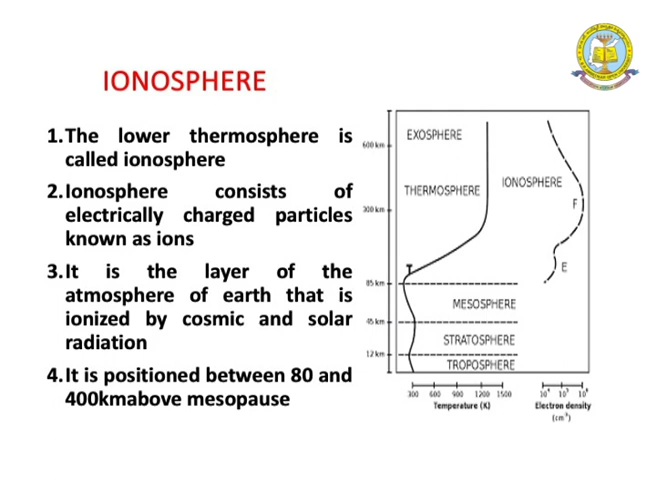 IONOSPHERE
1.The lower thermosphere is
called ionosphere
2.Ionosphere consists of
electrically charged particles
known as ions
3.It is the layer of the
atmosphere of earth that is
ionized by cosmic and solar
radiation
4.It is positioned between 80 and
400kmabove mesopause
EXOSPHERE
600 km
IONOSPHERE
THERMOSPHERE
F
300 km
T
E
85 km
MESOSPHERE
45 km
STRATOSPHERE
12 km
TROPOSPHERE
300 600 900 1200 1500
Temperature (K)
Electron density